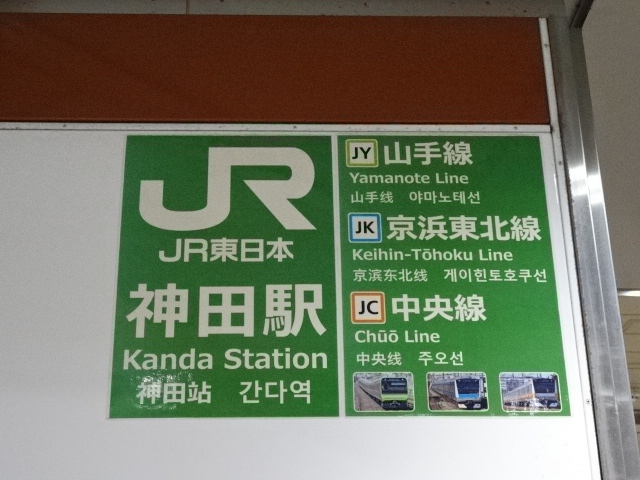 JR
JR東日本
神田駅
Kanda Station
神田站 간다역
JY 山手線
Yamanote Line
山手线 야마노테선
JK 京浜東北線
Keihin-Tōhoku Line
京滨东北线 게이힌토호쿠선
JC 中央線
Chūō Line
中央线 주오선